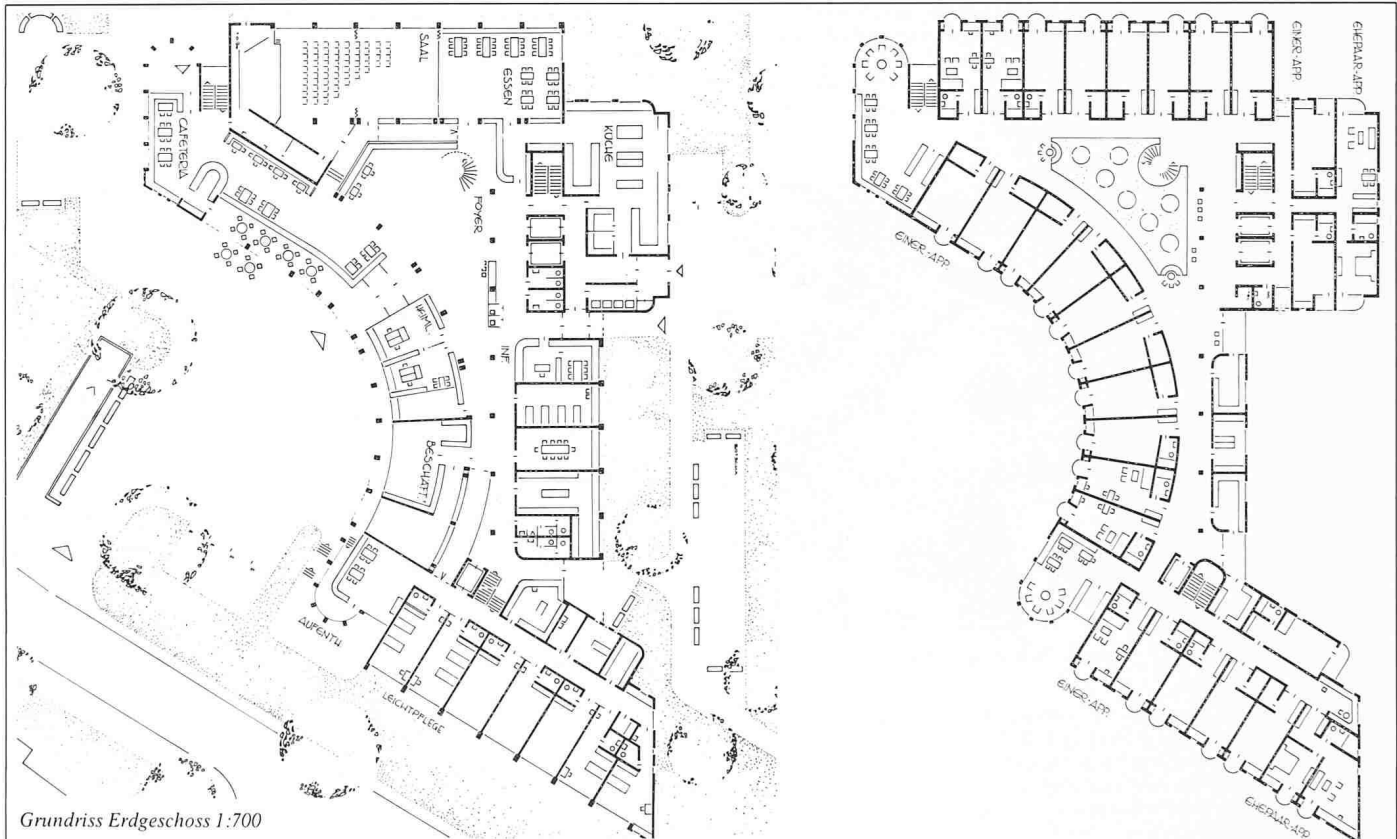 SAAL
ESSEN
KÜCHE
CAFETERIA
FOYER
INF.
BESCHÄFT.
AUFENTH
LEICHTPFLEGE
EINER-APP
EHEPAAR-APP
EINER-APP
EINER-APP
EHEPAAR-APP
Grundriss Erdgeschoss 1:700